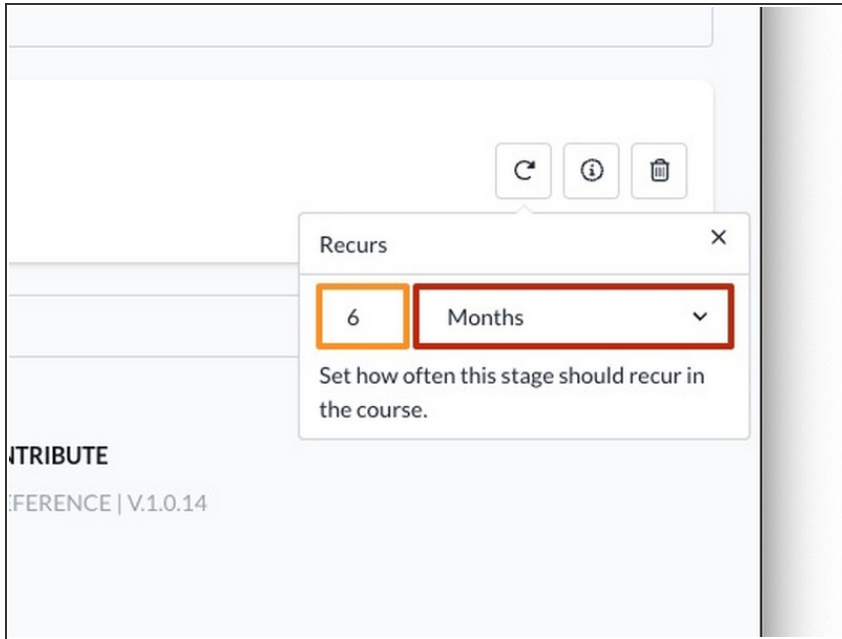 Recurs
6 Months
Set how often this stage should recur in
the course.
NTRIBUTE
EFERENCE | V.1.0.14